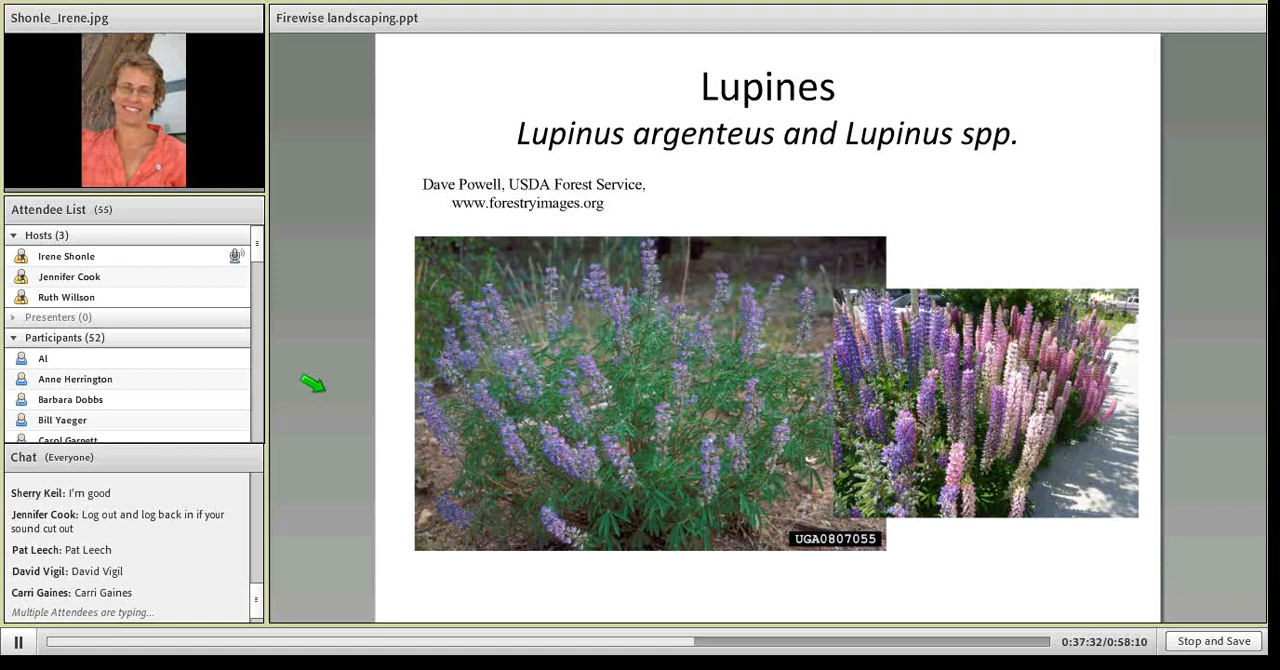 Shonle_Irene.jpg
Attendee List (55)
Hosts (3)
Irene Shonle
Jennifer Cook
Ruth Willson
Presenters (0)
Participants (52)
Al
Anne Herrington
Barbara Dobbs
Bill Yaeger
Carol Garnett
Chat (Everyone)
Sherry Keil: I'm good
Jennifer Cook: Log out and log back in if your
sound cut out
Pat Leech: Pat Leech
David Vigil: David Vigil
Carri Gaines: Carri Gaines
Multiple Attendees are typing...
Firewise landscaping.ppt
Lupines
Lupinus argenteus and Lupinus spp.
Dave Powell, USDA Forest Service,
www.forestryimages.org
UGA0807055
0:37:32/0:58:10
Stop and Save